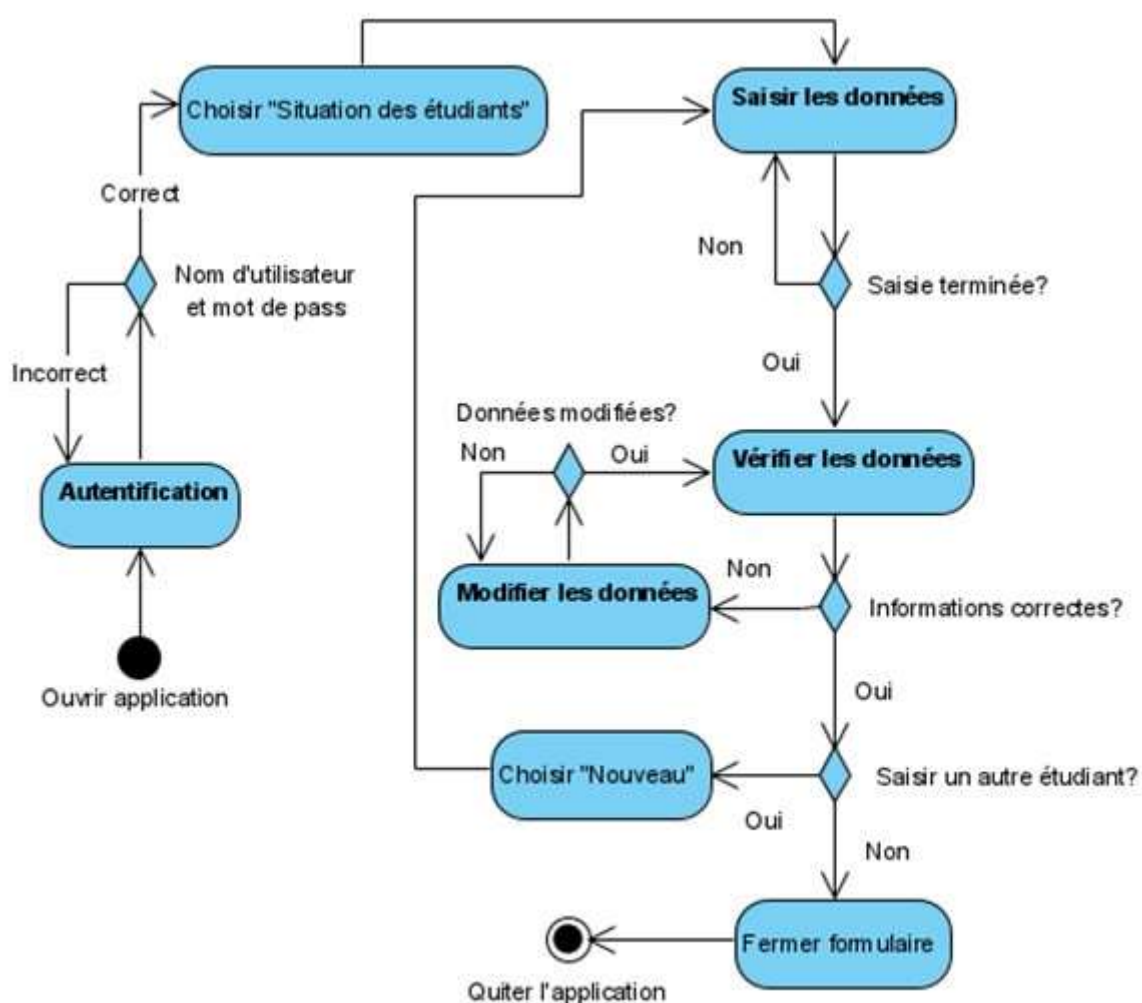 Choisir "Situation des étudiants"
Saisir les données
Correct
Nom d'utilisateur
et mot de pass
Non
Saisie terminée?
Incorrect
Oui
Données modifiées?
Non
Oui
Vérifier les données
Autentification
Modifier les données
Non
Informations correctes?
Ouvrir application
Oui
Choisir "Nouveau"
Saisir un autre étudiant?
Oui
Non
Fermer formulaire
Quiter l'application